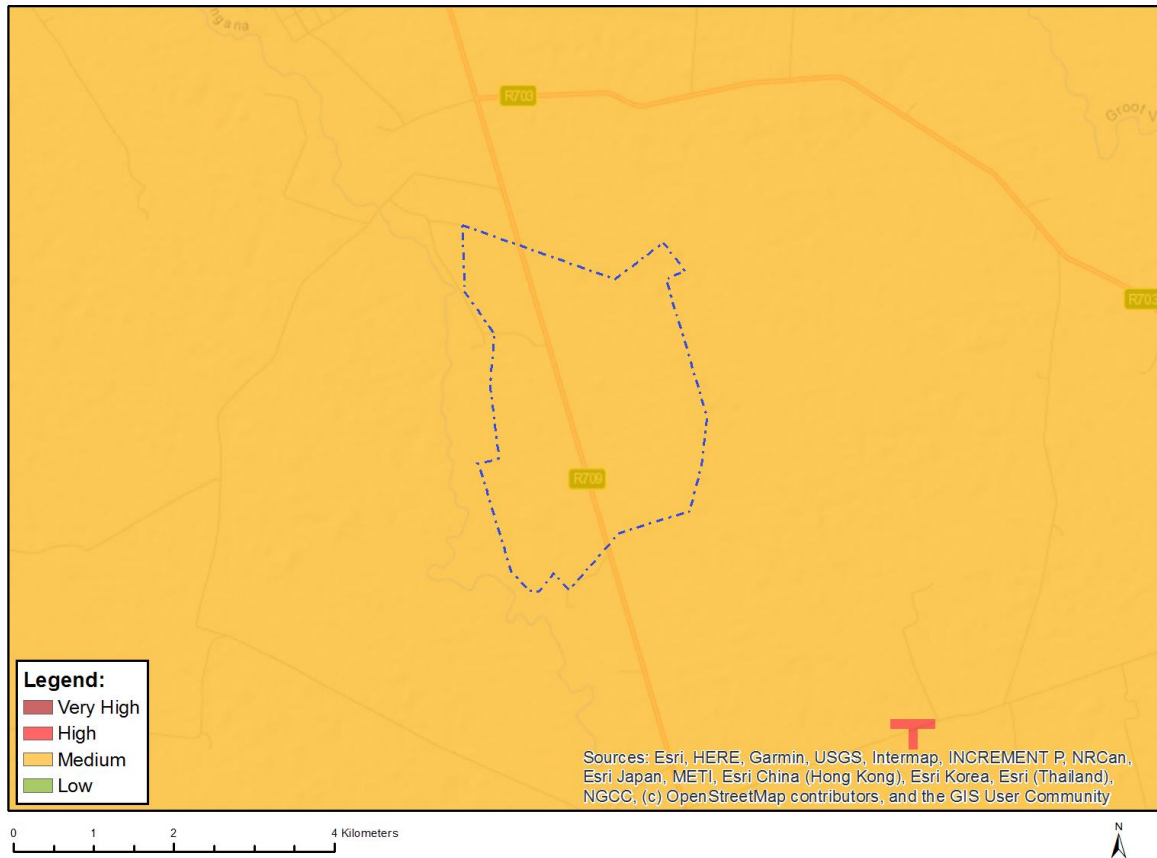 ngana
R703
Groot V
R703
R709
Legend:
Very High
High
Medium
Low
Sources: Esri, HERE, Garmin, USGS, Intermap, INCREMENT P, NRCan,
Esri Japan, METI, Esri China (Hong Kong), Esri Korea, Esri (Thailand),
NGCC, (c) OpenStreetMap contributors, and the GIS User Community
0 1 2 4 Kilometers
N